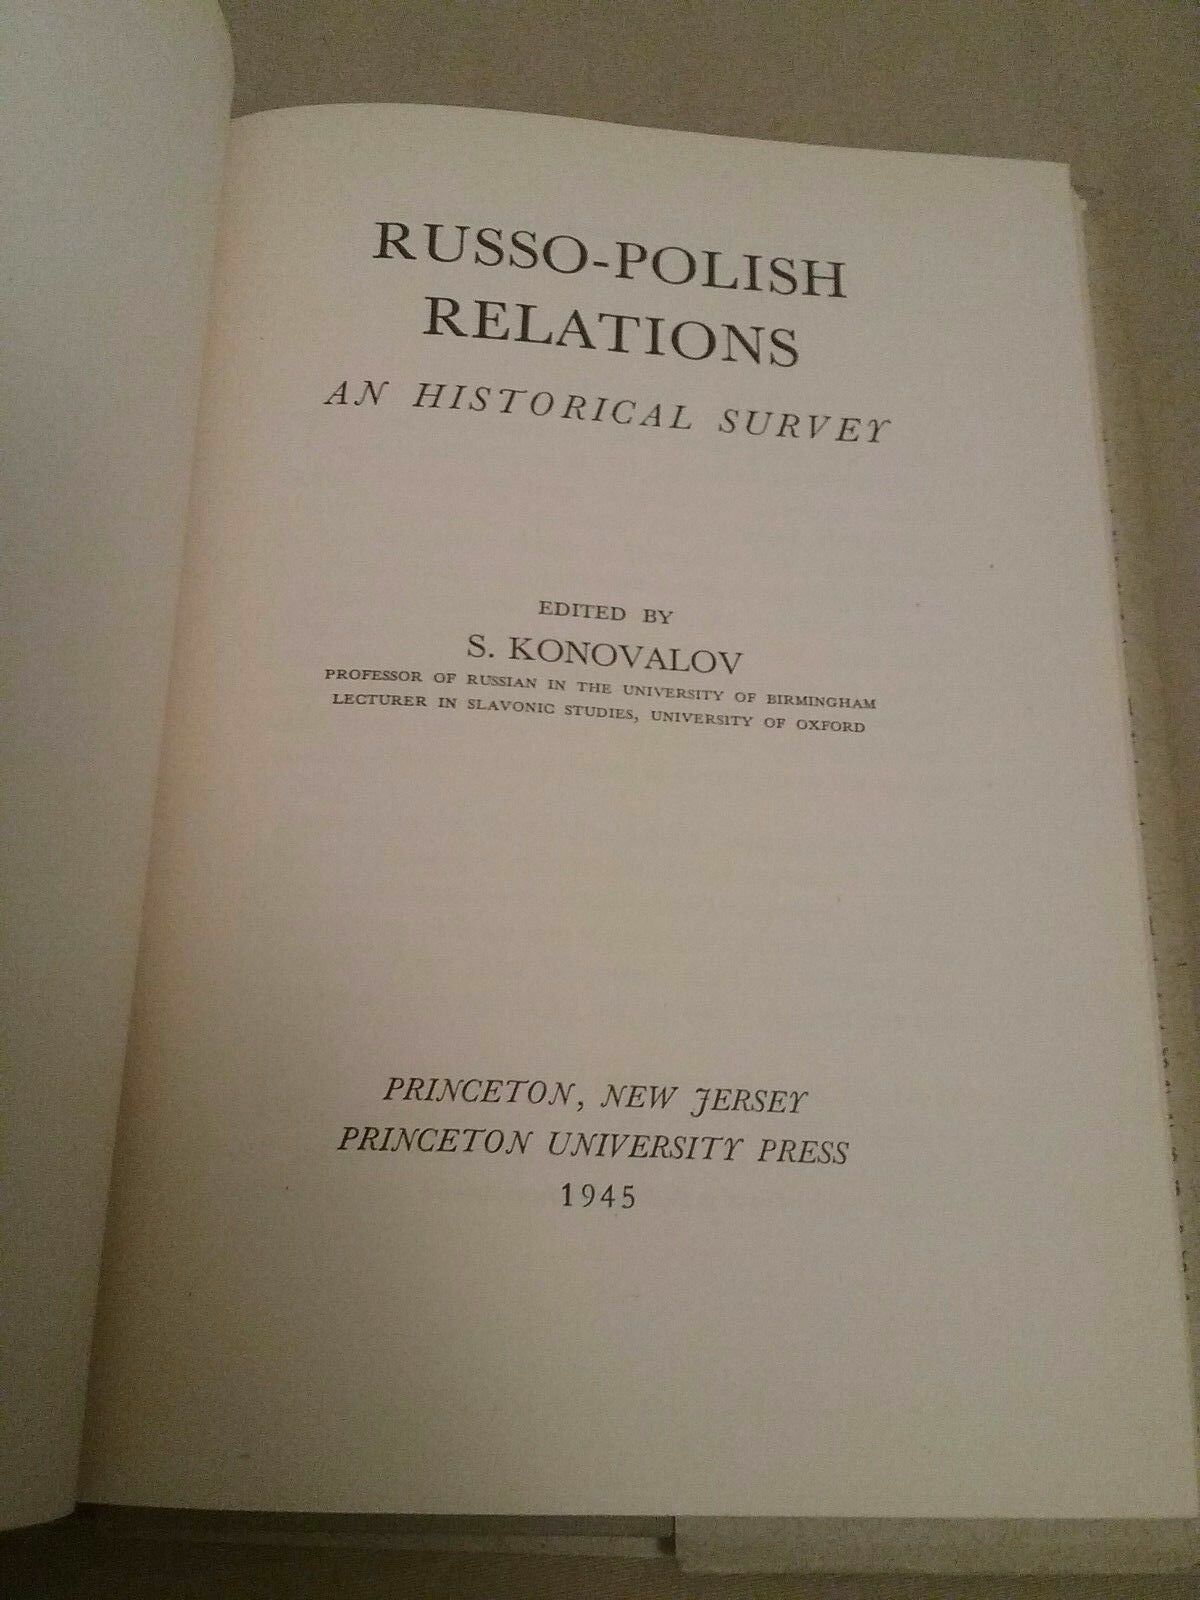 RUSSO-POLISH
RELATIONS
AN HISTORICAL SURVEY
EDITED BY
S. KONOVALOV
PROFESSOR OF RUSSIAN IN THE UNIVERSITY OF BIRMINGHAM
LECTURER IN SLAVONIC STUDIES, UNIVERSITY OF OXFORD
PRINCETON, NEW JERSEY
PRINCETON UNIVERSITY PRESS
1945